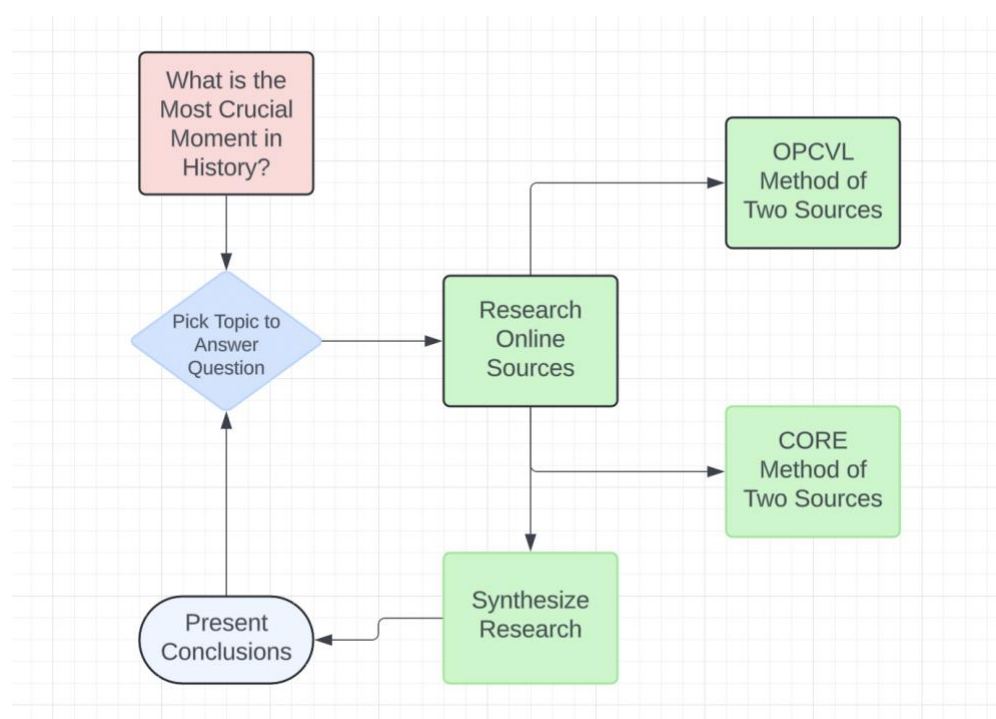 What is the
Most Crucial
Moment in
History?
OPCVL
Method of
Two Sources
Pick Topic to
Answer
Question
Research
Online
Sources
CORE
Method of
Two Sources
Synthesize
Research
Present
Conclusions